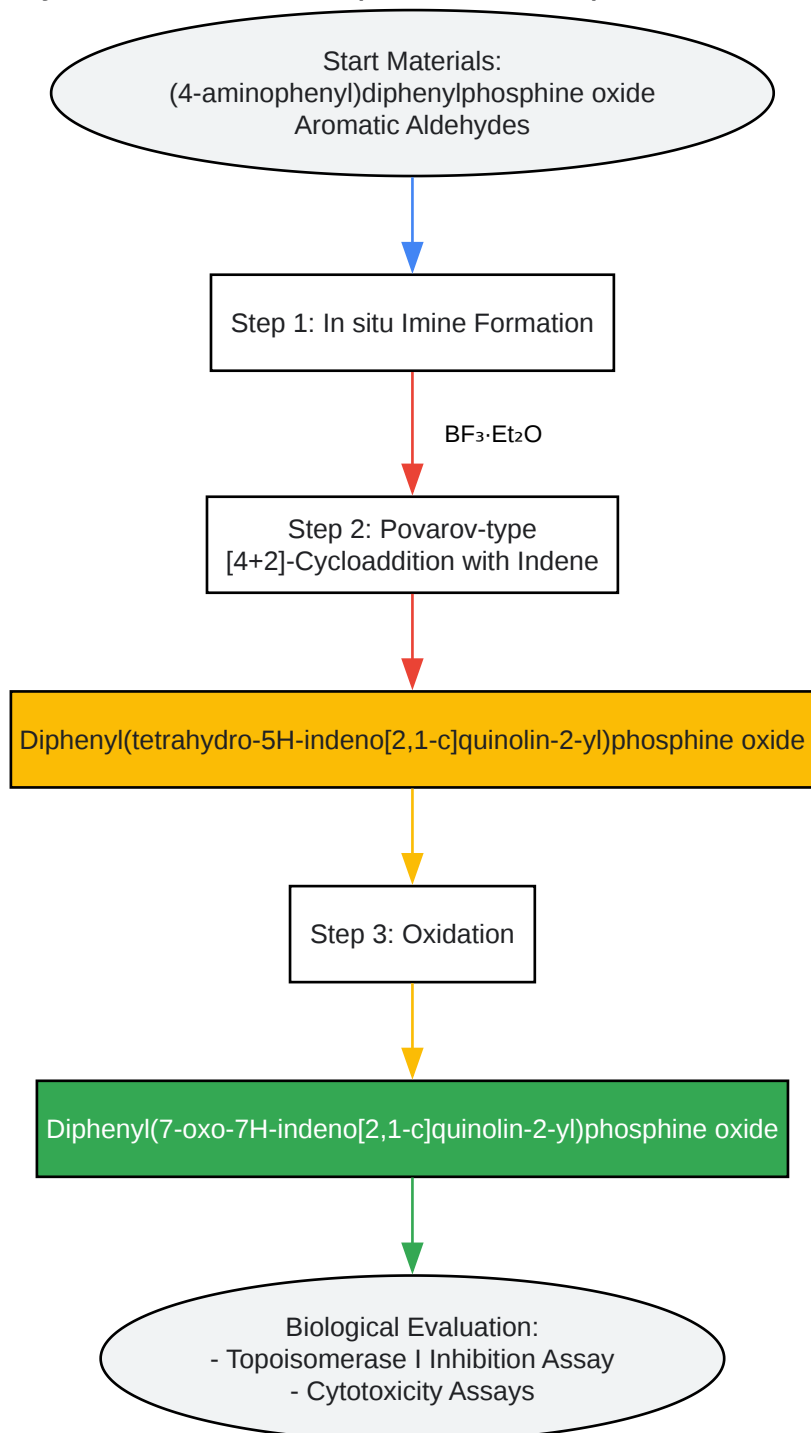 Start Materials:
(4-aminophenyl)diphenylphosphine oxide
Aromatic Aldehydes
Step 1: In situ Imine Formation
BF₃·Et₂O
Step 2: Povarov-type
[4+2]-Cycloaddition with Indene
Diphenyl(tetrahydro-5H-indeno[2,1-c]quinolin-2-yl)phosphine oxide
Step 3: Oxidation
Diphenyl(7-oxo-7H-indeno[2,1-c]quinolin-2-yl)phosphine oxide
Biological Evaluation:
- Topoisomerase I Inhibition Assay
- Cytotoxicity Assays